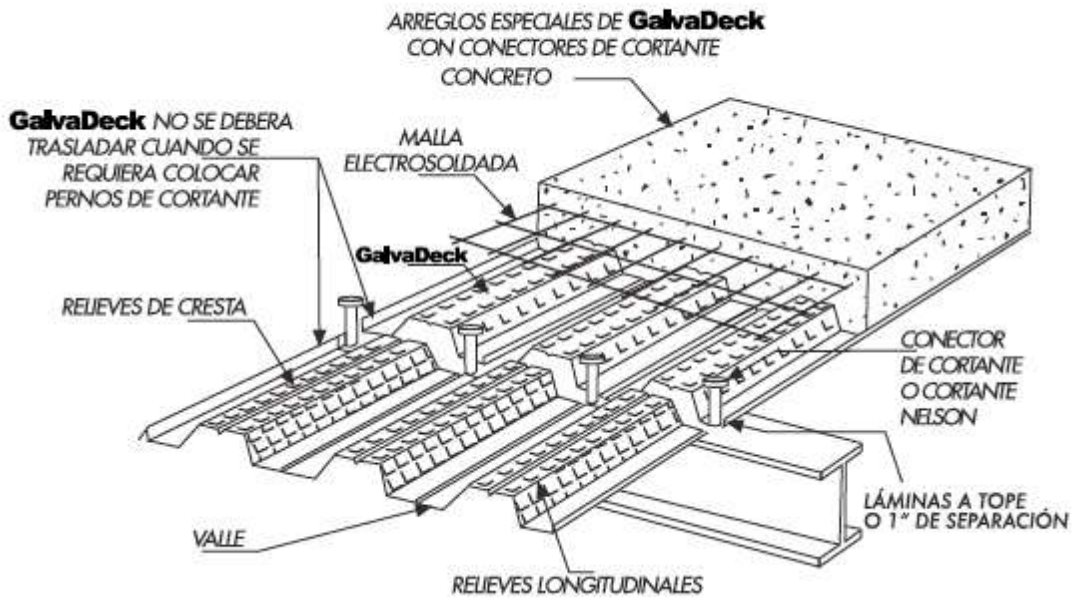 ARREGLOS ESPECIALES DE GalvaDeck
CON CONECTORES DE CORTANTE
CONCRETO
GalvaDeck NO SE DEBERA
TRASLADAR CUANDO SE
REQUIERA COLOCAR
PERNOS DE CORTANTE
MALLA
ELECTROSOLDADA
GalvaDeck
RELIEVES DE CRESTA
CONECTOR
DE CORTANTE
O CORTANTE
NELSON
LÁMINAS A TOPE
O 1" DE SEPARACIÓN
VALLE
RELIEVES LONGITUDINALES